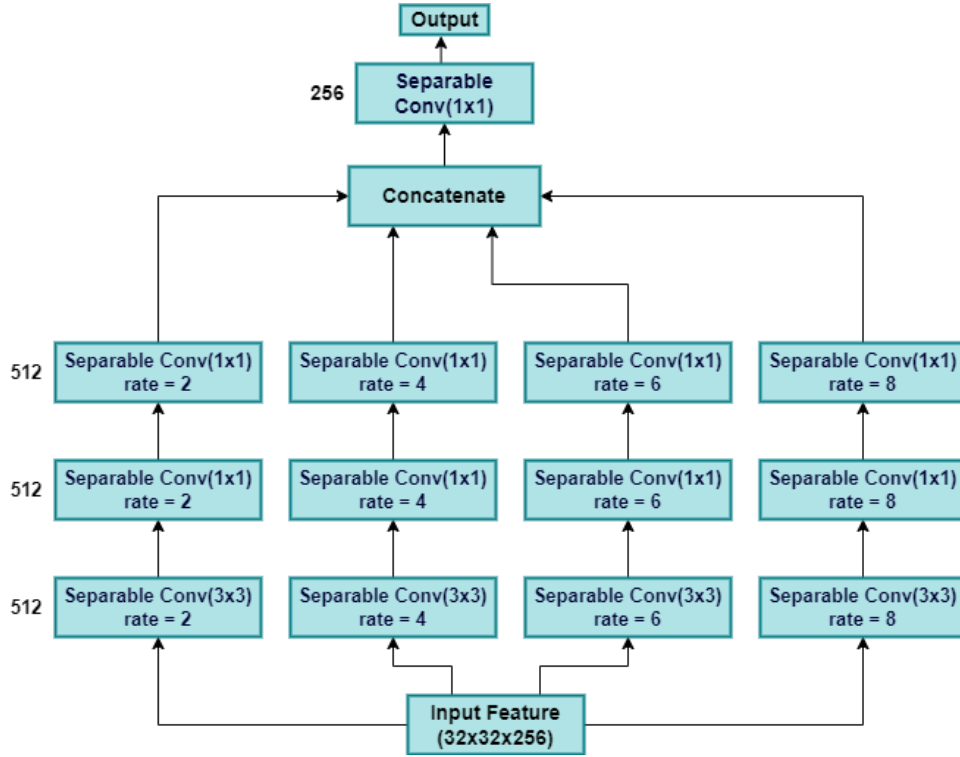 Output
256
Separable
Conv(1x1)
Concatenate
512
Separable Conv(1x1)
rate = 2
Separable Conv(1x1)
rate = 4
Separable Conv(1x1)
rate = 6
Separable Conv(1x1)
rate = 8
512
Separable Conv(1x1)
rate = 2
Separable Conv(1x1)
rate = 4
Separable Conv(1x1)
rate = 6
Separable Conv(1x1)
rate = 8
512
Separable Conv(3x3)
rate = 2
Separable Conv(3x3)
rate = 4
Separable Conv(3x3)
rate = 6
Separable Conv(3x3)
rate = 8
Input Feature
(32x32x256)